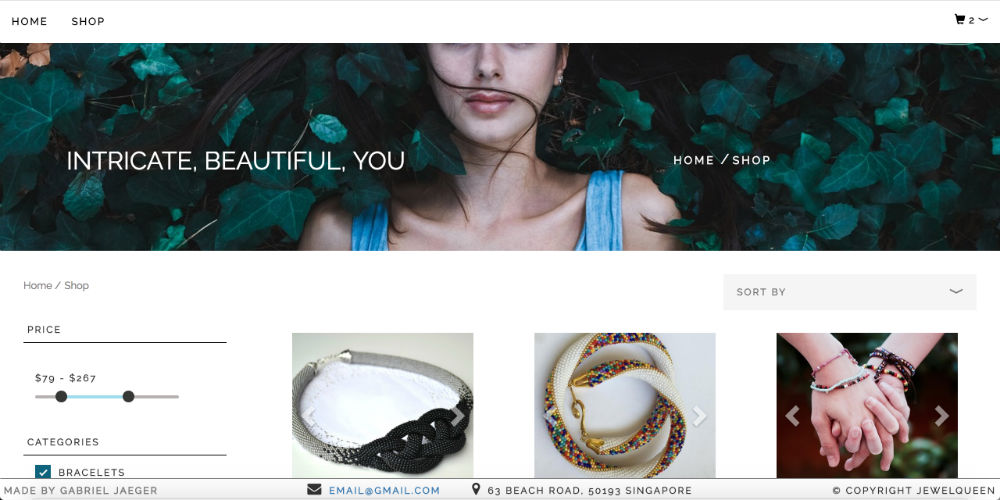 HOME SHOP 2
INTRICATE, BEAUTIFUL, YOU
HOME / SHOP
Home / Shop
SORT BY
PRICE
$79 - $267
CATEGORIES
BRACELETS
MADE BY GABRIEL JAEGER EMAIL@GMAIL.COM 63 BEACH ROAD, 50193 SINGAPORE © COPYRIGHT JEWELQUEEN